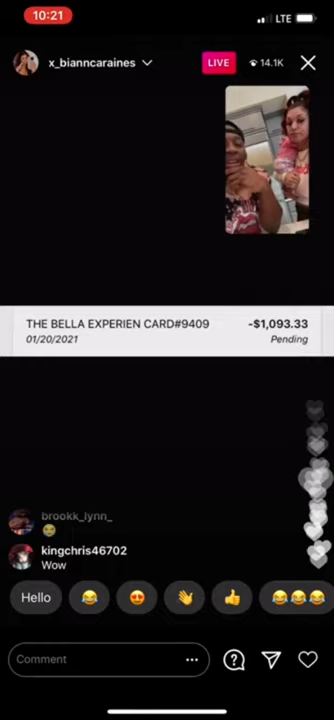 10:21
LTE
x_bianncaraines
LIVE
14.1K
THE BELLA EXPERIEN CARD#9409 -$1,093.33
01/20/2021 Pending
brookk_lynn_
kingchris46702
Wow
Hello
Comment